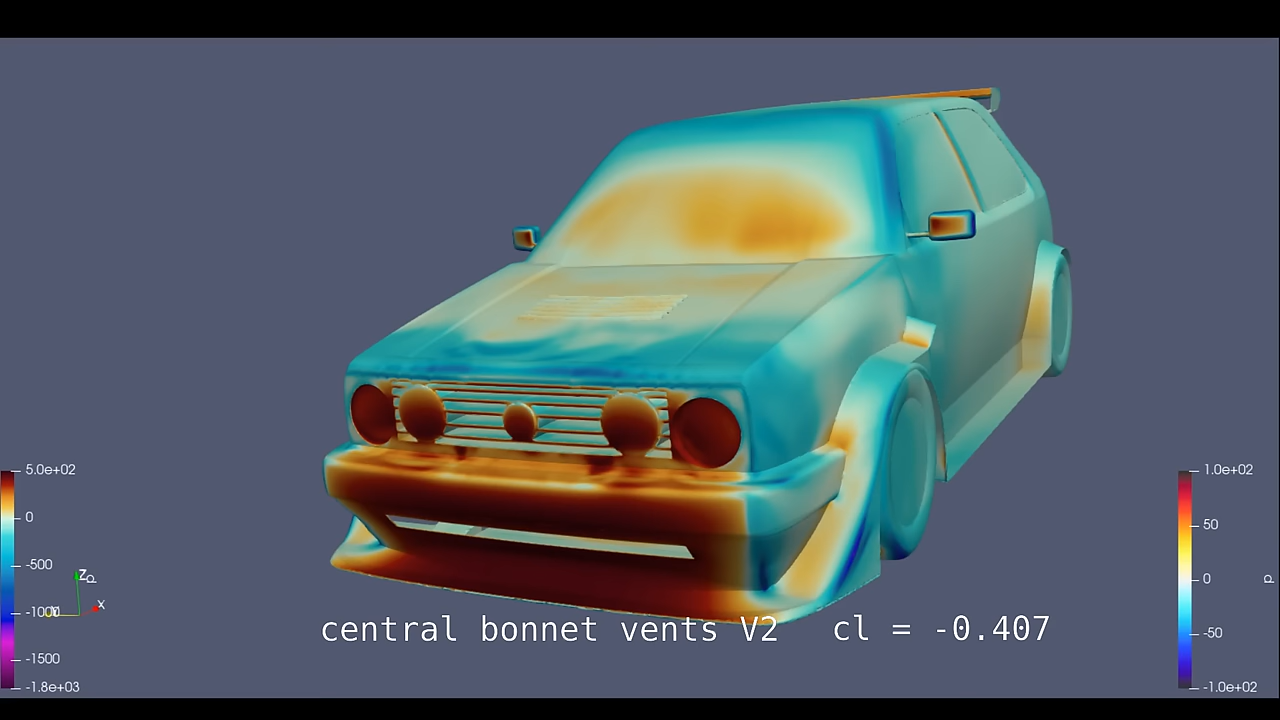 5.0e+02
0
-500
-1000
-1500
-1.8e+03
Z
p
X
1.0e+02
50
0
-50
-1.0e+02
p
central bonnet vents V2 cl = -0.407